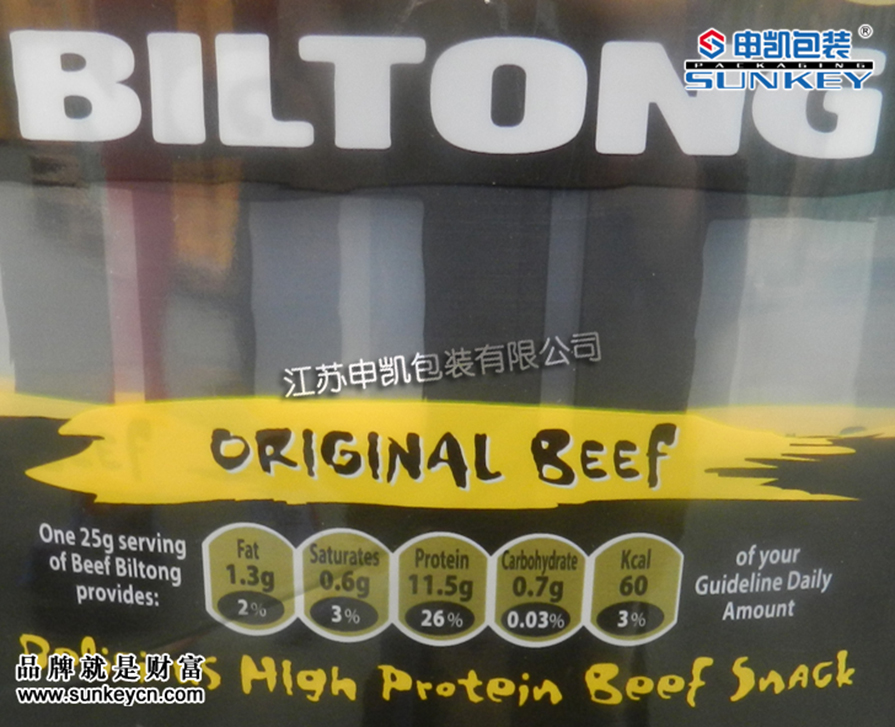 BILTONG
申凯包装®
PACKAGING
SUNKEY
江苏申凯包装有限公司
ORIGINAL BEEF
One 25g serving
of Beef Biltong
provides:
Fat
1.3g
2%
Saturates
0.6g
3%
Protein
11.5g
26%
Carbohydrate
0.7g
0.03%
Kcal
60
3%
of your
Guideline Daily
Amount
Delicious High Protein Beef Snack
品牌就是财富
www.sunkeycn.com